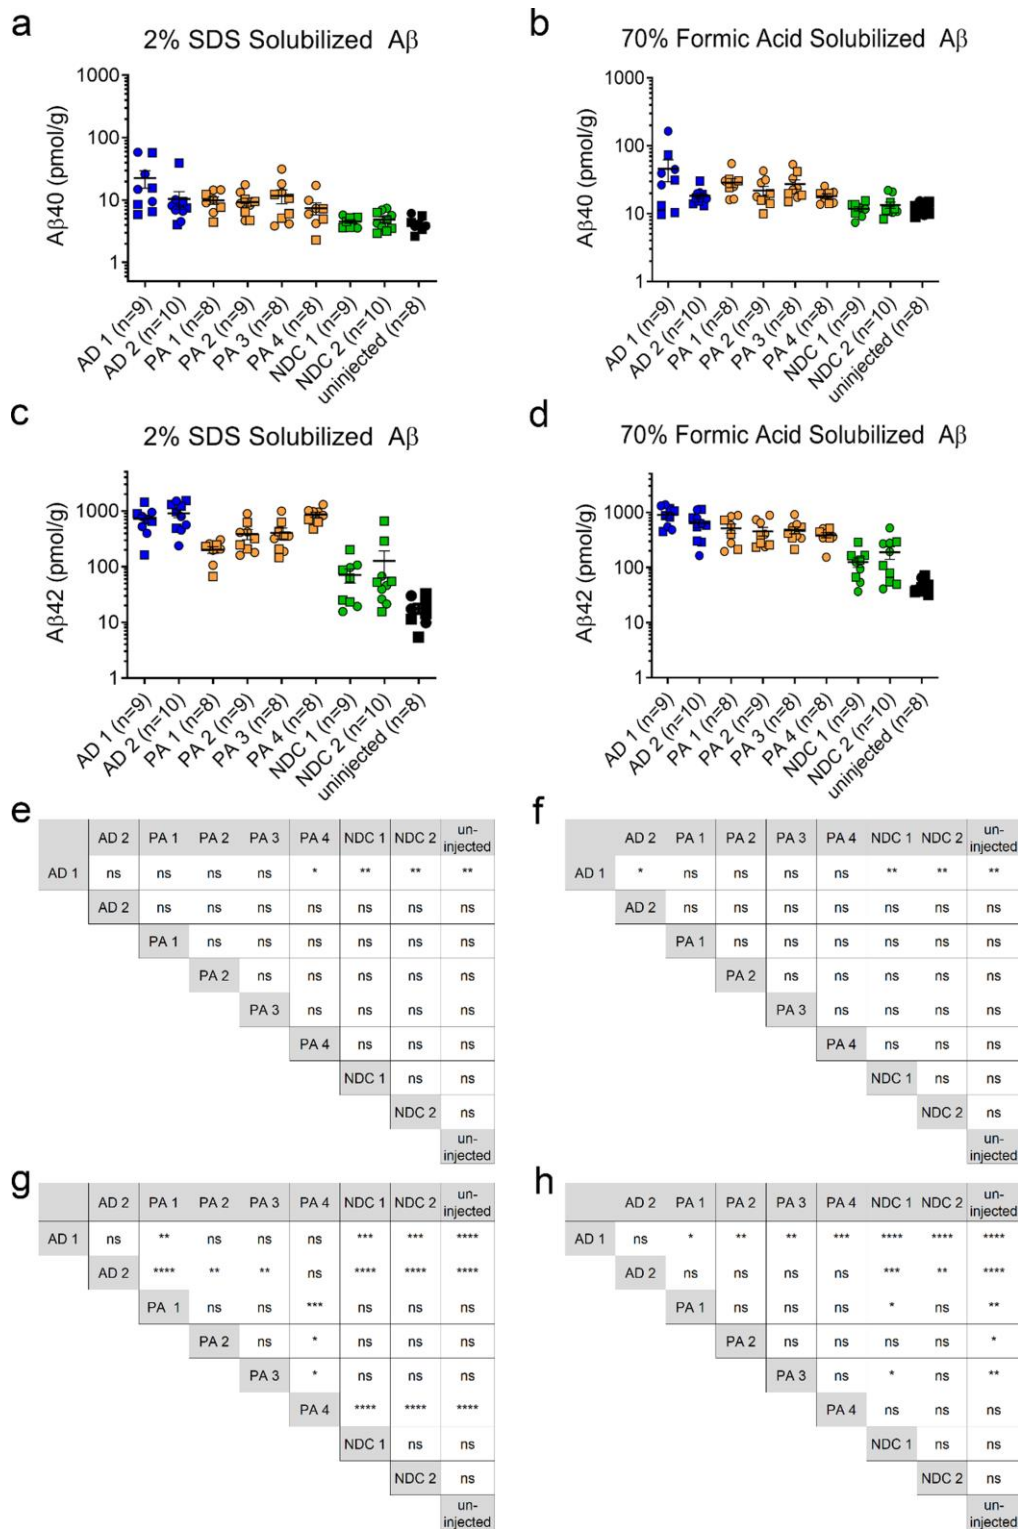 a
2% SDS Solubilized Aβ
Aβ40 (pmol/g)
1000
100
10
1
AD 1 (n=9)
AD 2 (n=10)
PA 1 (n=8)
PA 2 (n=9)
PA 3 (n=8)
PA 4 (n=8)
NDC 1 (n=9)
NDC 2 (n=10)
uninjected (n=8)
b
70% Formic Acid Solubilized Aβ
Aβ40 (pmol/g)
1000
100
10
1
AD 1 (n=9)
AD 2 (n=10)
PA 1 (n=8)
PA 2 (n=9)
PA 3 (n=8)
PA 4 (n=8)
NDC 1 (n=9)
NDC 2 (n=10)
uninjected (n=8)
c
2% SDS Solubilized Aβ
Aβ42 (pmol/g)
1000
100
10
1
AD 1 (n=9)
AD 2 (n=10)
PA 1 (n=8)
PA 2 (n=9)
PA 3 (n=8)
PA 4 (n=8)
NDC 1 (n=9)
NDC 2 (n=10)
uninjected (n=8)
d
70% Formic Acid Solubilized Aβ
Aβ42 (pmol/g)
1000
100
10
1
AD 1 (n=9)
AD 2 (n=10)
PA 1 (n=8)
PA 2 (n=9)
PA 3 (n=8)
PA 4 (n=8)
NDC 1 (n=9)
NDC 2 (n=10)
uninjected (n=8)
e
AD 2 PA 1 PA 2 PA 3 PA 4 NDC 1 NDC 2 un-
injected
AD 1 ns ns ns ns * ** ** **
AD 2 ns ns ns ns ns ns ns
PA 1 ns ns ns ns ns ns
PA 2 ns ns ns ns ns
PA 3 ns ns ns ns
PA 4 ns ns ns
NDC 1 ns ns
NDC 2 ns
un-
injected
f
AD 2 PA 1 PA 2 PA 3 PA 4 NDC 1 NDC 2 un-
injected
AD 1 * ns ns ns ns ** ** **
AD 2 ns ns ns ns ns ns ns
PA 1 ns ns ns ns ns ns
PA 2 ns ns ns ns ns
PA 3 ns ns ns ns
PA 4 ns ns ns
NDC 1 ns ns
NDC 2 ns
un-
injected
g
AD 2 PA 1 PA 2 PA 3 PA 4 NDC 1 NDC 2 un-
injected
AD 1 ns ** ns ns ns *** *** ****
AD 2 **** ** ** ns **** **** ****
PA 1 ns ns *** ns ns ns
PA 2 ns * ns ns ns
PA 3 * ns ns ns
PA 4 **** **** ****
NDC 1 ns ns
NDC 2 ns
un-
injected
h
AD 2 PA 1 PA 2 PA 3 PA 4 NDC 1 NDC 2 un-
injected
AD 1 ns * ** ** *** **** **** ****
AD 2 ns ns ns ns *** ** ****
PA 1 ns ns ns * ns **
PA 2 ns ns ns ns *
PA 3 ns * ns **
PA 4 ns ns ns
NDC 1 ns ns
NDC 2 ns
un-
injected